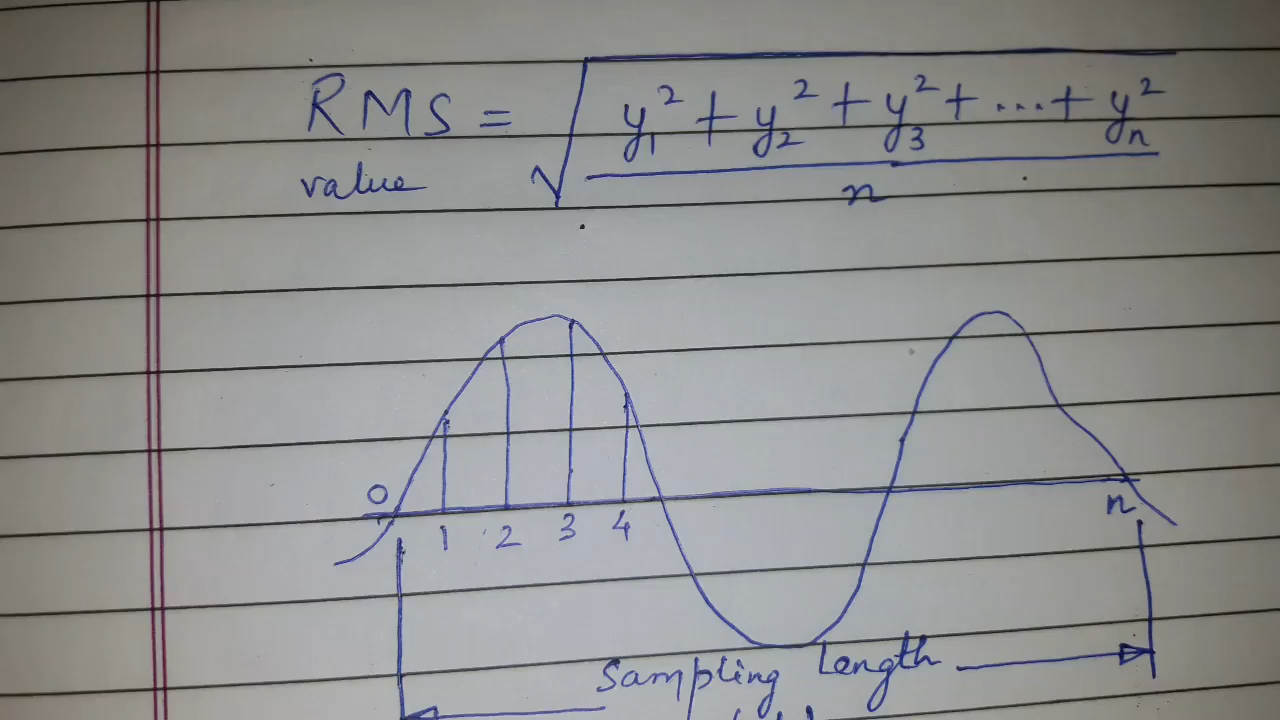 RMS = √ y₁² + y₂² + y₃² + ... + yₙ²
value n
0
1 2 3 4 n
Sampling length